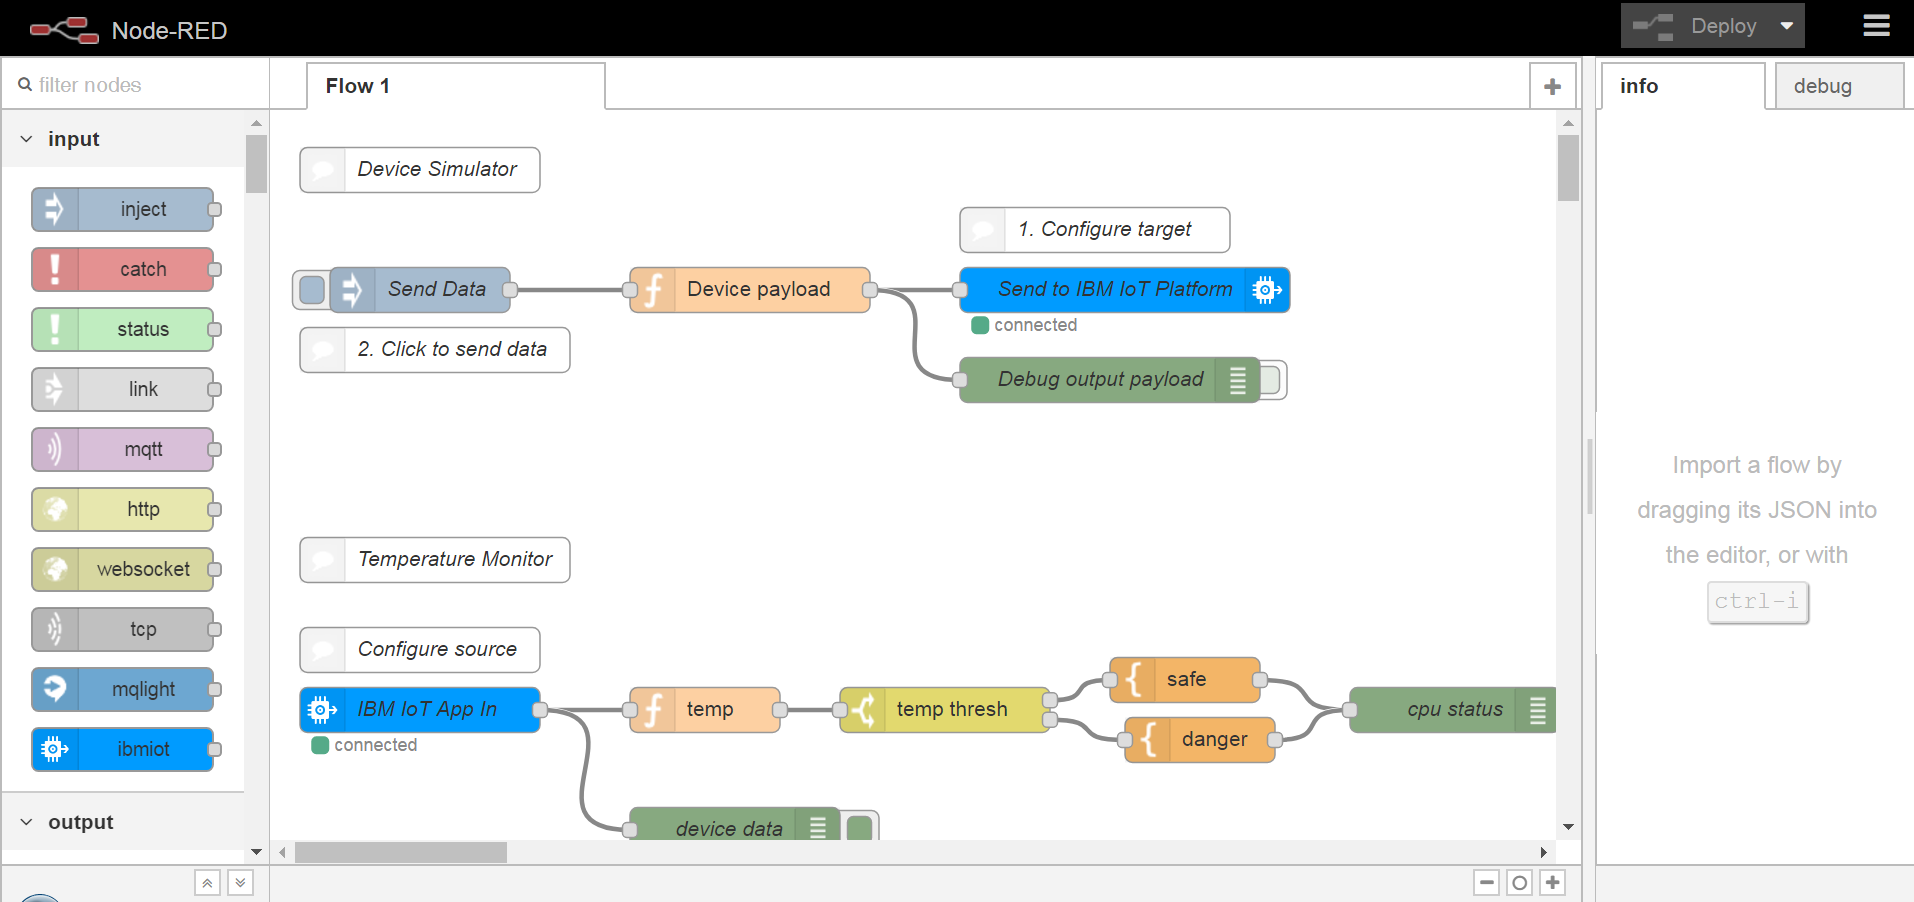 Node-RED
Deploy
filter nodes
Flow 1
info
debug
input
inject
catch
status
link
mqtt
http
websocket
tcp
mqlight
ibmiot
output
Device Simulator
1. Configure target
Send Data
Device payload
Send to IBM IoT Platform
connected
2. Click to send data
Debug output payload
Temperature Monitor
Configure source
IBM IoT App In
connected
temp
temp thresh
safe
danger
cpu status
device data
Import a flow by
dragging its JSON into
the editor, or with
ctrl-i